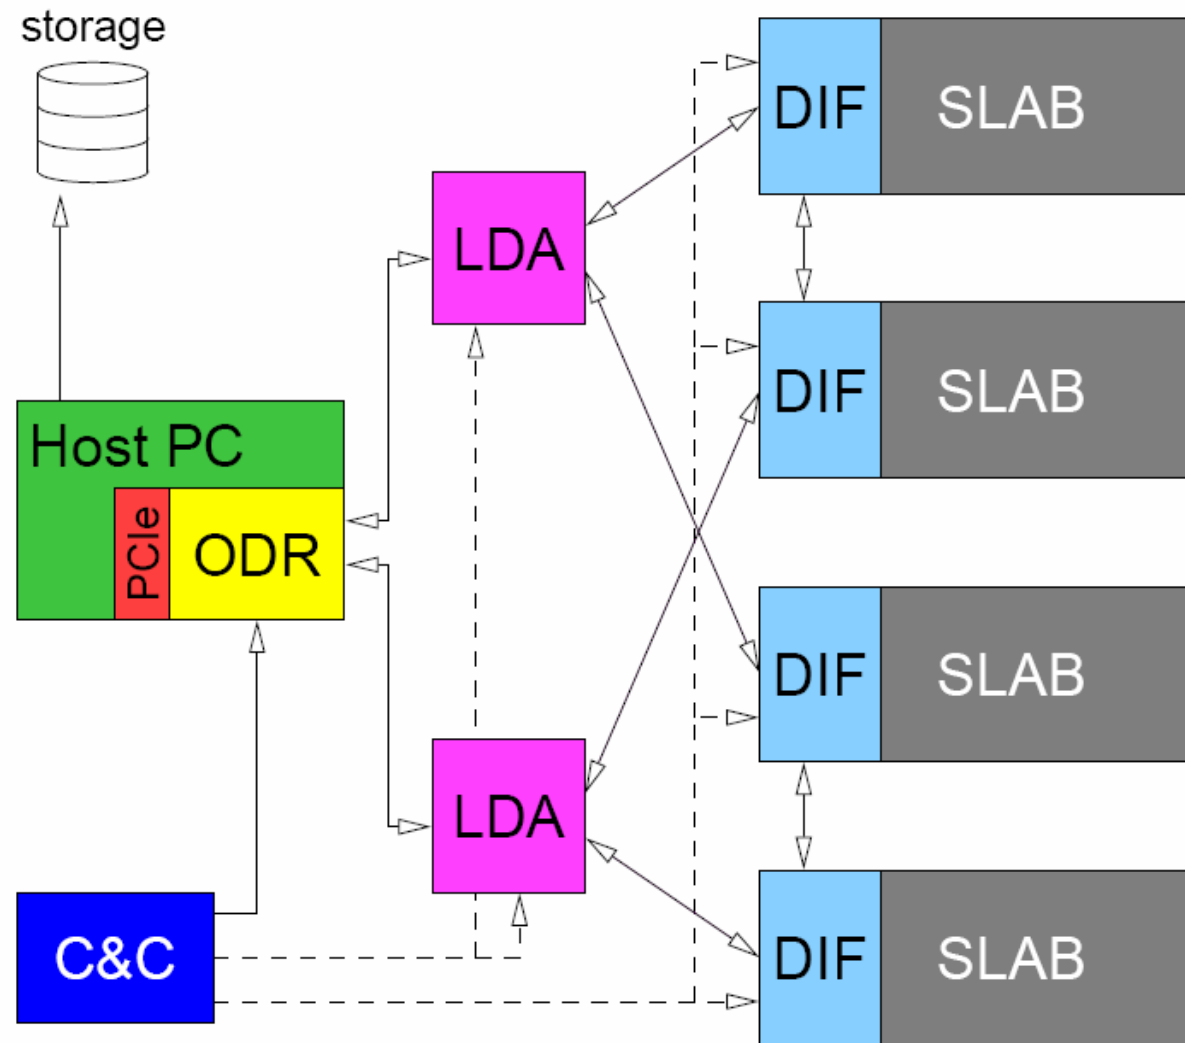 storage
DIF SLAB
LDA
DIF SLAB
Host PC
PCIe
ODR
DIF SLAB
LDA
C&C
DIF SLAB